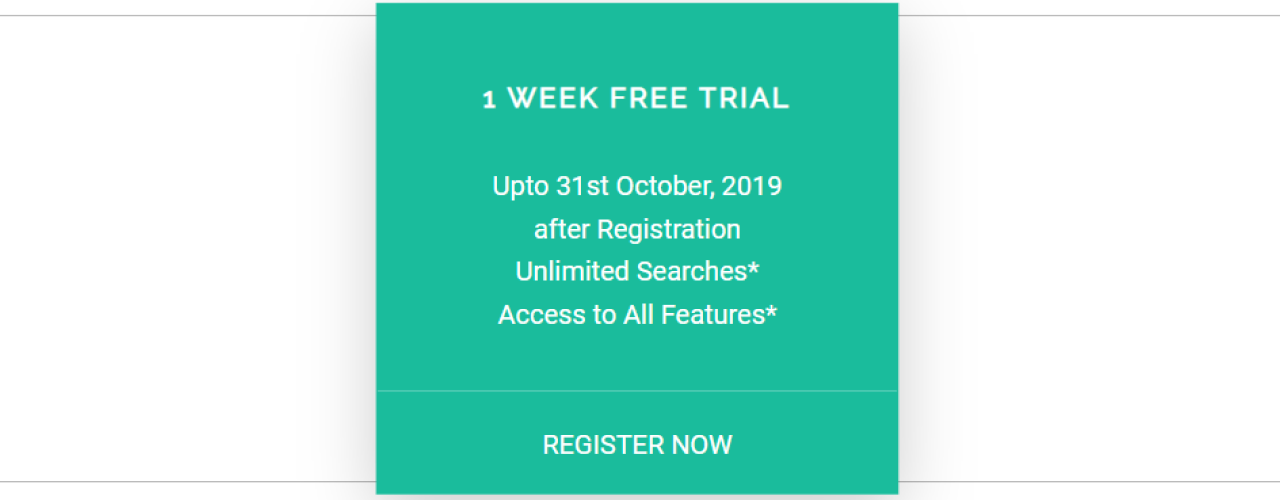 1 WEEK FREE TRIAL
Upto 31st October, 2019
after Registration
Unlimited Searches*
Access to All Features*
REGISTER NOW